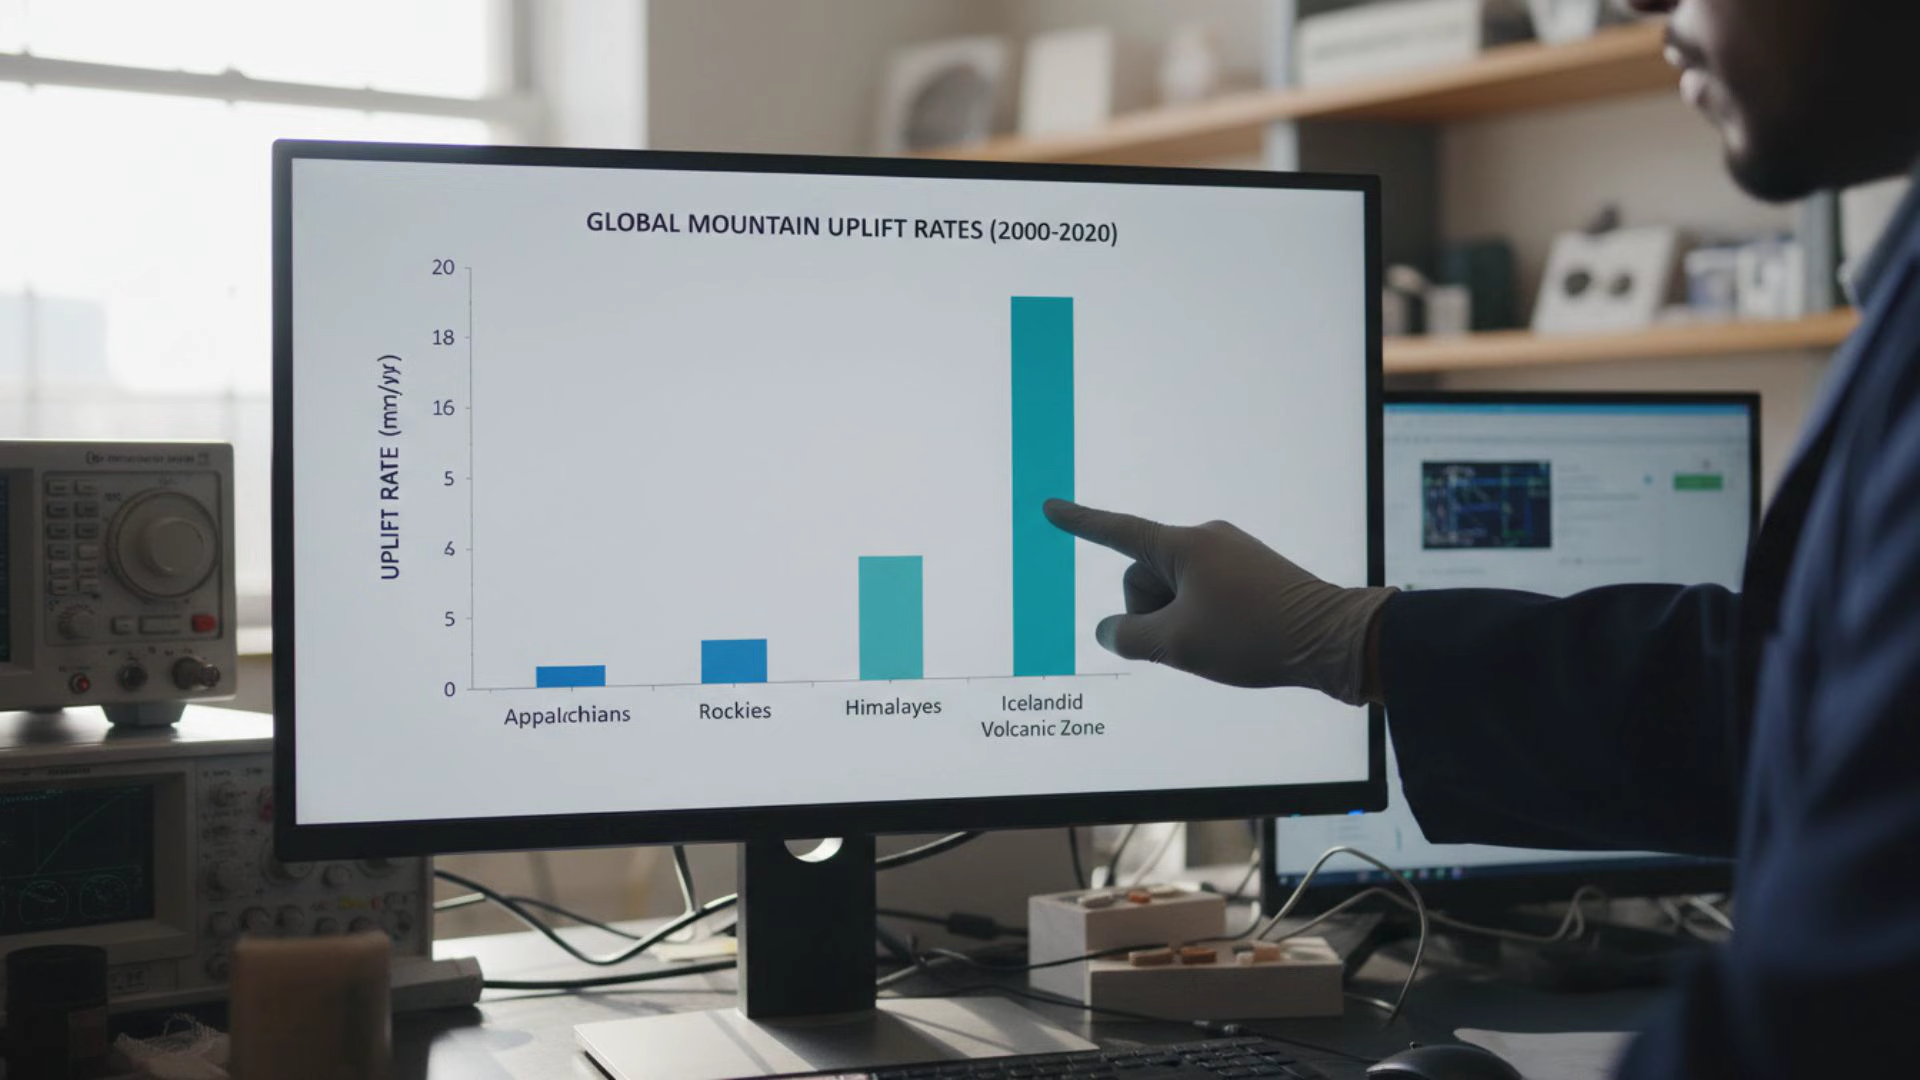 GLOBAL MOUNTAIN UPLIFT RATES (2000-2020)
20
18
16
5
6
5
0
UPLIFT RATE (mm/yy)
Appalachians
Rockies
Himalayes
Icelandid
Volcanic Zone